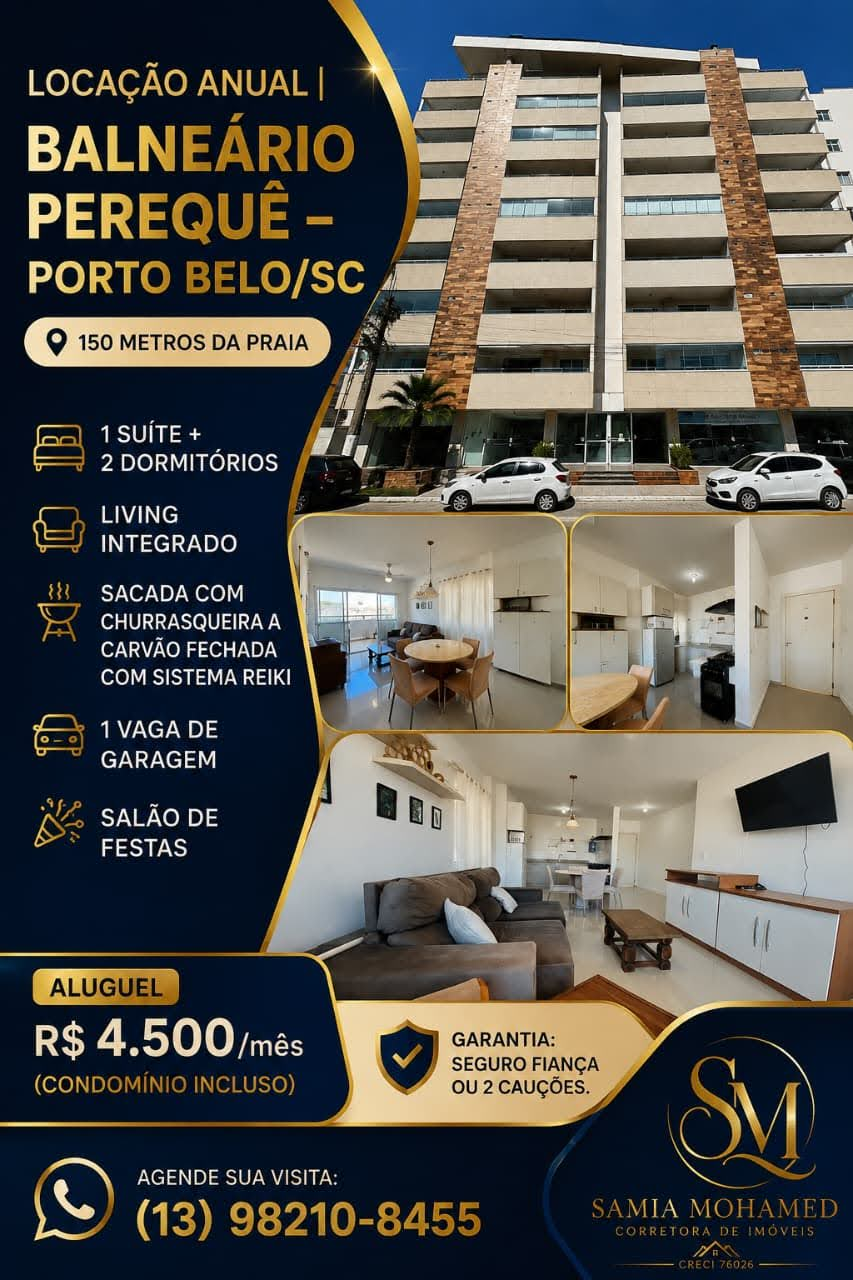 LOCAÇÃO ANUAL |
BALNEÁRIO
PEREQUÊ –
PORTO BELO/SC
150 METROS DA PRAIA
1 SUÍTE +
2 DORMITÓRIOS
LIVING
INTEGRADO
SACADA COM
CHURRASQUEIRA A
CARVÃO FECHADA
COM SISTEMA REIKI
1 VAGA DE
GARAGEM
SALÃO DE
FESTAS
ALUGUEL
R$ 4.500/mês
(CONDOMÍNIO INCLUSO)
GARANTIA:
SEGURO FIANÇA
OU 2 CAUÇÕES.
AGENDE SUA VISITA:
(13) 98210-8455
SM
SAMIA MOHAMED
CORRETORA DE IMÓVEIS
CRECI 76026